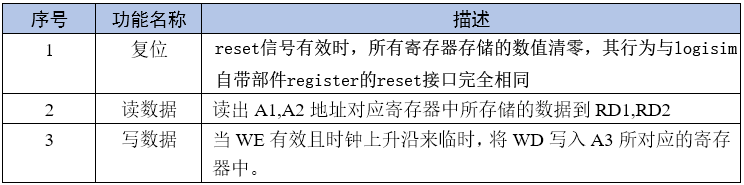 序号 功能名称 描述
1 复位 reset信号有效时，所有寄存器存储的数值清零，其行为与logisim
自带部件register的reset接口完全相同
2 读数据 读出 A1,A2 地址对应寄存器中所存储的数据到 RD1,RD2
3 写数据 当 WE 有效且时钟上升沿来临时，将 WD 写入 A3 所对应的寄存
器中。